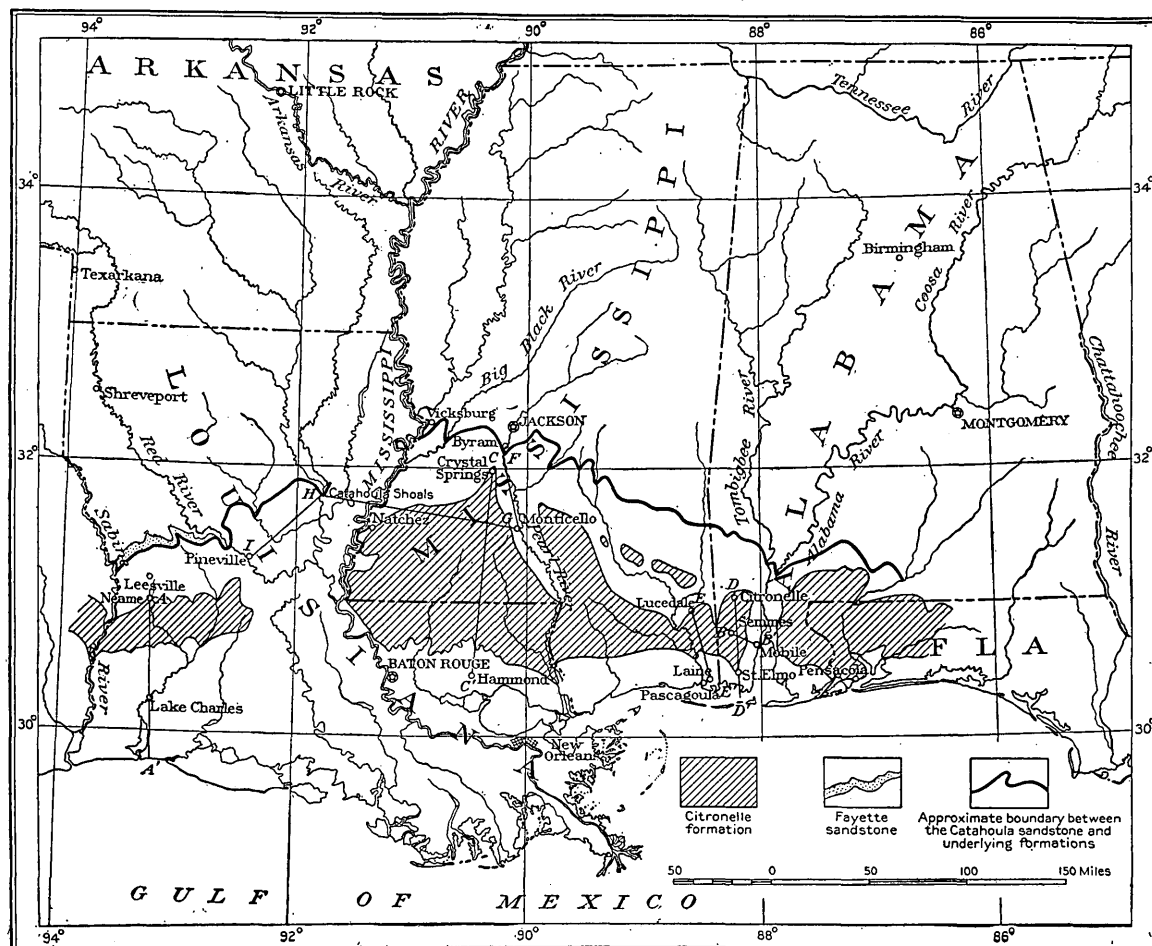 94° 92° 90° 88° 86°
ARKANSAS
LITTLE ROCK
Arkansas River
RIVER
Tennessee River
34° 34°
MISSISSIPPI
ALABAMA
Birmingham
Coosa River
Texarkana
Big Black River
Chattahoochee River
LOUISIANA
Shreveport
MISSISSIPPI
Vicksburg
JACKSON
Tombigbee River
MONTGOMERY
Byram
Crystal Springs
C F
Alabama River
32° 32°
Red River
H Catahoula Shoals
Natchez
G Monticello
Sabine River
Pineville
I
Pearl River
Leesville
Neame A
Lucedale E
D Citronelle
B Semmes
B'
Mobile
FLA
BATON ROUGE
Hammond
C'
Laine
St. Elmo
Pensacola
Pascagoula
E'
D'
Lake Charles
30° 30°
New Orleans
A'
Citronelle formation
Fayette sandstone
Approximate boundary between the Catahoula sandstone and underlying formations
50 0 50 100 150 Miles
GULF OF MEXICO
94° 92° 90° 88° 86°